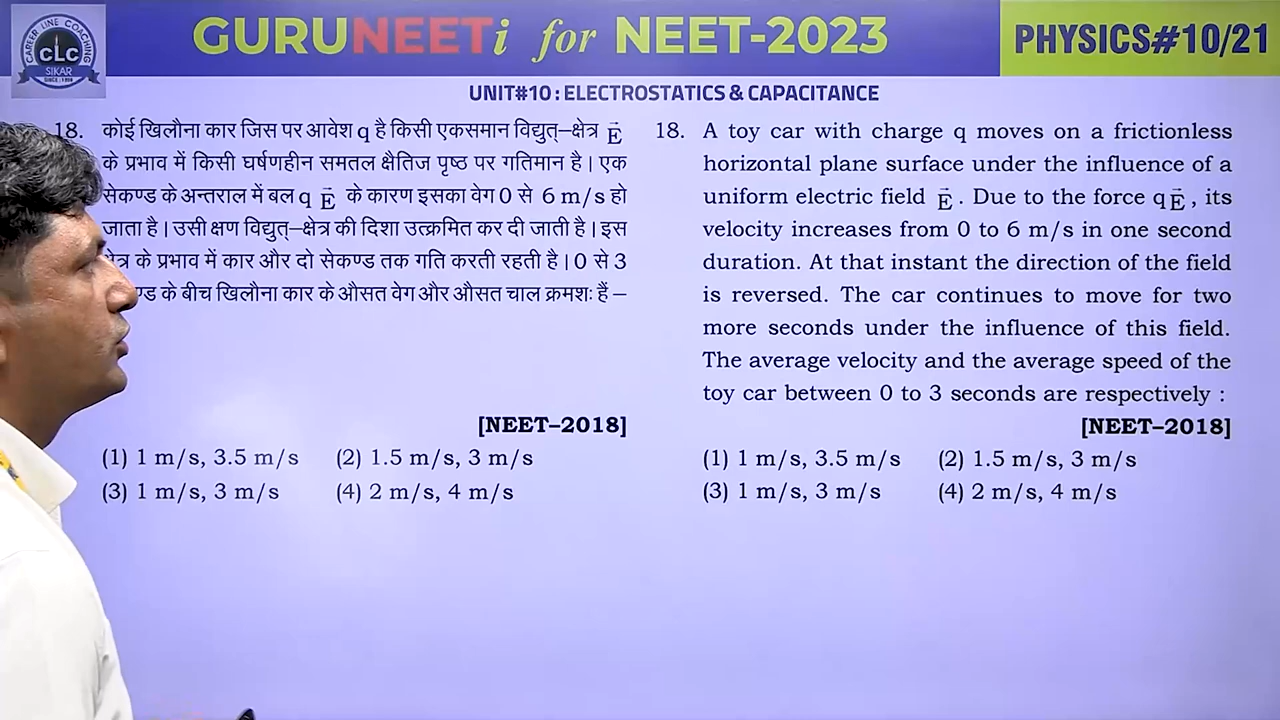 GURUNEETi for NEET-2023
PHYSICS#10/21
CAREER LINE COACHING
CLC
SIKAR
SINCE : 1996
UNIT#10 : ELECTROSTATICS & CAPACITANCE
18. कोई खिलौना कार जिस पर आवेश q है किसी एकसमान विद्युत्–क्षेत्र E⃗
के प्रभाव में किसी घर्षणहीन समतल क्षैतिज पृष्ठ पर गतिमान है। एक
सेकण्ड के अन्तराल में बल q E⃗ के कारण इसका वेग 0 से 6 m/s हो
जाता है। उसी क्षण विद्युत्–क्षेत्र की दिशा उत्क्रमित कर दी जाती है। इस
के प्रभाव में कार और दो सेकण्ड तक गति करती रहती है। 0 से 3
के बीच खिलौना कार के औसत वेग और औसत चाल क्रमशः हैं –
[NEET–2018]
(1) 1 m/s, 3.5 m/s (2) 1.5 m/s, 3 m/s
(3) 1 m/s, 3 m/s (4) 2 m/s, 4 m/s
18. A toy car with charge q moves on a frictionless
horizontal plane surface under the influence of a
uniform electric field E⃗ . Due to the force q E⃗ , its
velocity increases from 0 to 6 m/s in one second
duration. At that instant the direction of the field
is reversed. The car continues to move for two
more seconds under the influence of this field.
The average velocity and the average speed of the
toy car between 0 to 3 seconds are respectively :
[NEET–2018]
(1) 1 m/s, 3.5 m/s (2) 1.5 m/s, 3 m/s
(3) 1 m/s, 3 m/s (4) 2 m/s, 4 m/s